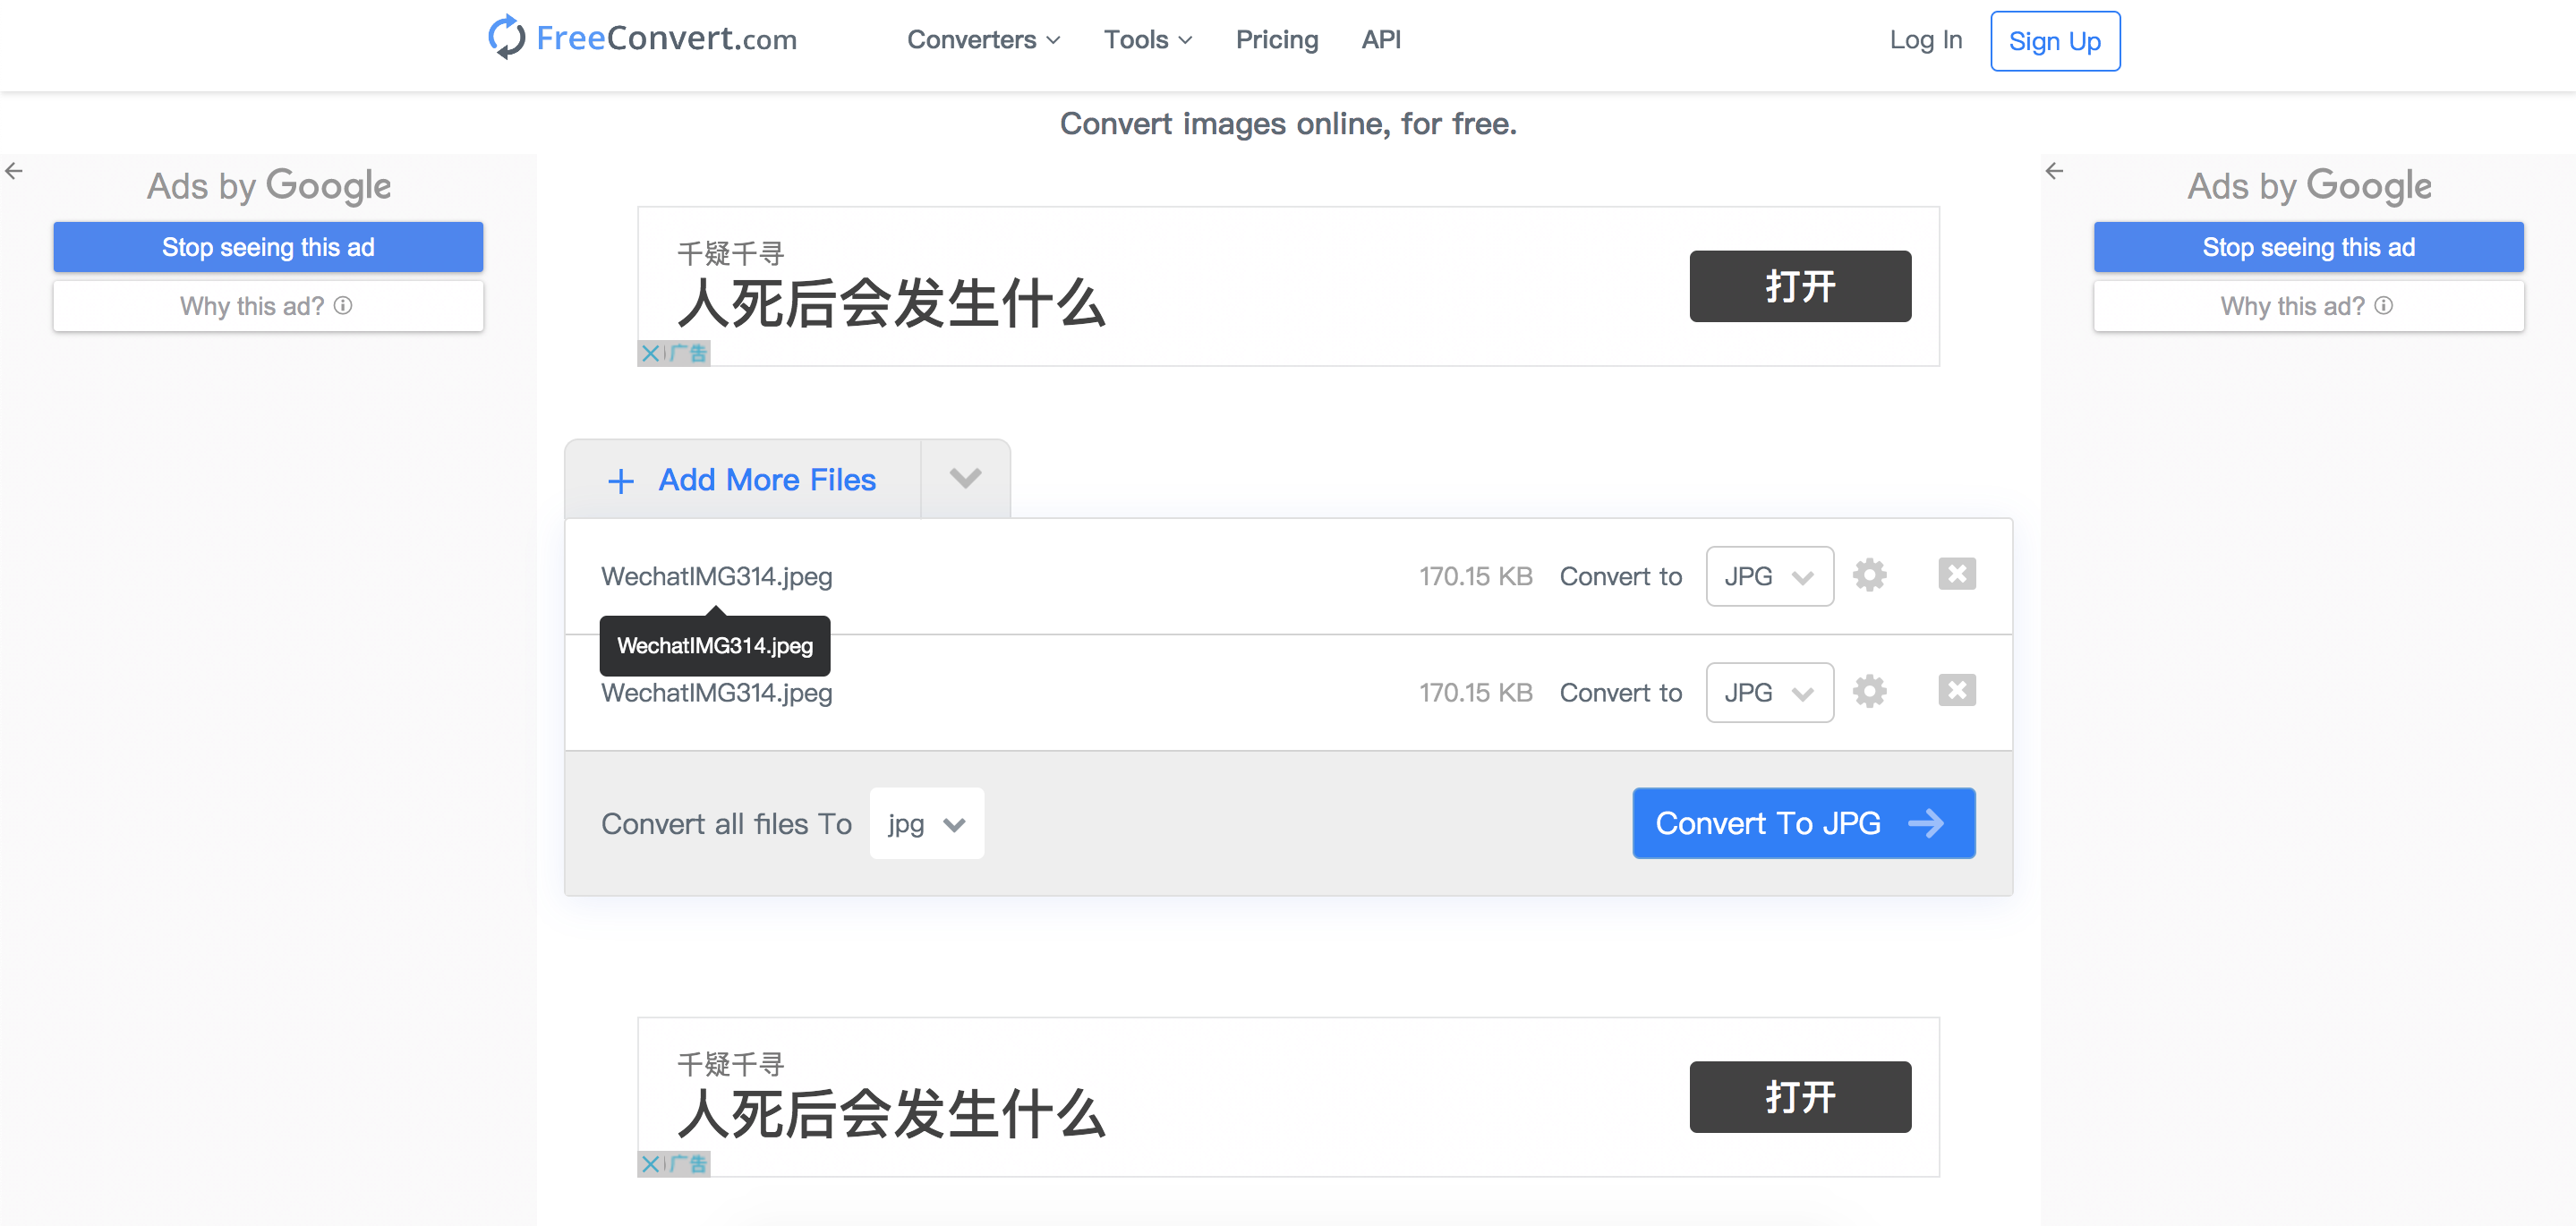 FreeConvert.com
Converters
Tools
Pricing
API
Log In
Sign Up
Convert images online, for free.
Ads by Google
Stop seeing this ad
Why this ad?
Ads by Google
Stop seeing this ad
Why this ad?
千疑千寻
人死后会发生什么
打开
广告
+ Add More Files
WechatIMG314.jpeg 170.15 KB Convert to JPG
WechatIMG314.jpeg
WechatIMG314.jpeg 170.15 KB Convert to JPG
Convert all files To jpg
Convert To JPG
千疑千寻
人死后会发生什么
打开
广告